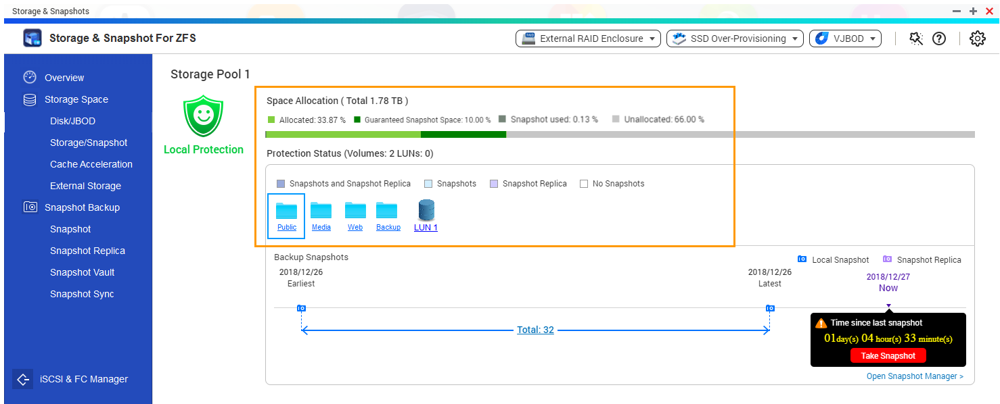 Storage & Snapshots
Storage & Snapshot For ZFS
External RAID Enclosure
SSD Over-Provisioning
VJBOD
Overview
Storage Space
Disk/JBOD
Storage/Snapshot
Cache Acceleration
External Storage
Snapshot Backup
Snapshot
Snapshot Replica
Snapshot Vault
Snapshot Sync
iSCSI & FC Manager
Storage Pool 1
Local Protection
Space Allocation ( Total 1.78 TB )
Allocated: 33.87 % Guaranteed Snapshot Space: 10.00 % Snapshot used: 0.13 % Unallocated: 66.00 %
Protection Status (Volumes: 2 LUNs: 0)
Snapshots and Snapshot Replica Snapshots Snapshot Replica No Snapshots
Public Media Web Backup LUN 1
Backup Snapshots
Local Snapshot Snapshot Replica
2018/12/26
Earliest
2018/12/26
Latest
2018/12/27
Now
Total: 32
Time since last snapshot
01day(s) 04 hour(s) 33 minute(s)
Take Snapshot
Open Snapshot Manager >